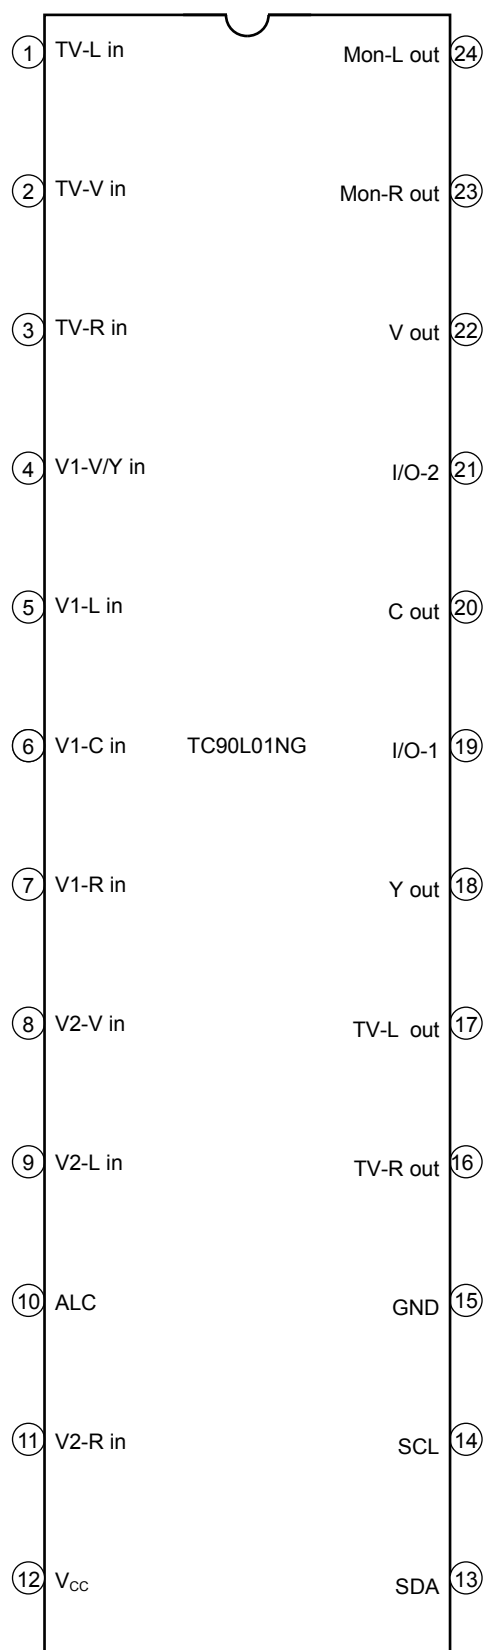 1 TV-L in Mon-L out 24
2 TV-V in Mon-R out 23
3 TV-R in V out 22
4 V1-V/Y in I/O-2 21
5 V1-L in C out 20
6 V1-C in TC90L01NG I/O-1 19
7 V1-R in Y out 18
8 V2-V in TV-L out 17
9 V2-L in TV-R out 16
10 ALC GND 15
11 V2-R in SCL 14
12 VCC SDA 13